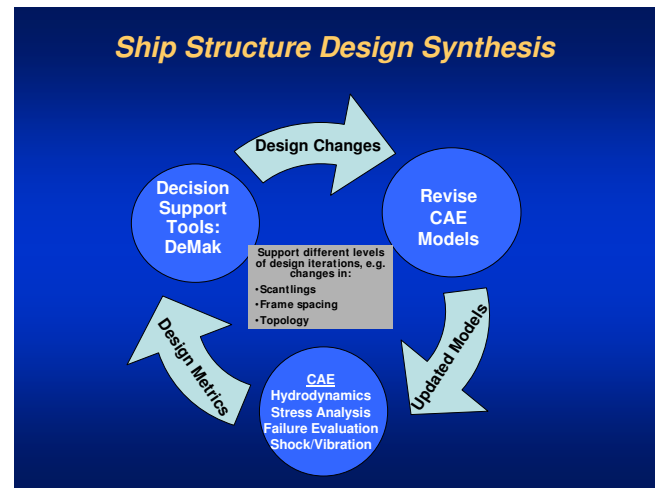 Ship Structure Design Synthesis
Design Changes
Decision
Support
Tools:
DeMak
Revise
CAE
Models
Support different levels
of design iterations, e.g.
changes in:
•Scantlings
•Frame spacing
•Topology
Updated Models
Design Metrics
CAE
Hydrodynamics
Stress Analysis
Failure Evaluation
Shock/Vibration